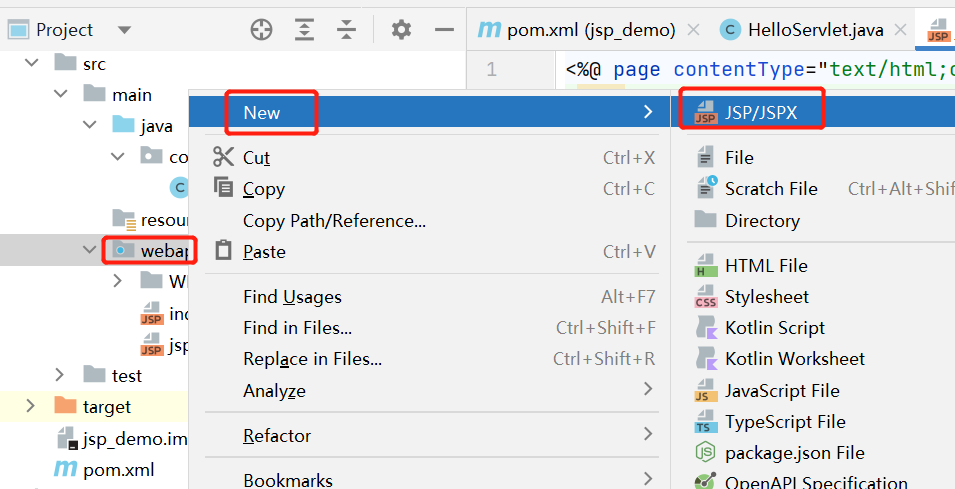 Project
pom.xml (jsp_demo)
HelloServlet.java
JSP
src
1
<%@ page contentType="text/html;
main
New
JSP/JSPX
java
co
Cut Ctrl+X
File
C
Copy Ctrl+C
Scratch File Ctrl+Alt+Shif
resour
Copy Path/Reference...
Directory
webap
Paste Ctrl+V
HTML File
W
Find Usages Alt+F7
Stylesheet
JSP ind
Find in Files... Ctrl+Shift+F
Kotlin Script
JSP jsp
Replace in Files... Ctrl+Shift+R
Kotlin Worksheet
test
Analyze
JavaScript File
target
TypeScript File
jsp_demo.im
Refactor
package.json File
pom.xml
Bookmarks
OpenAPI Specification